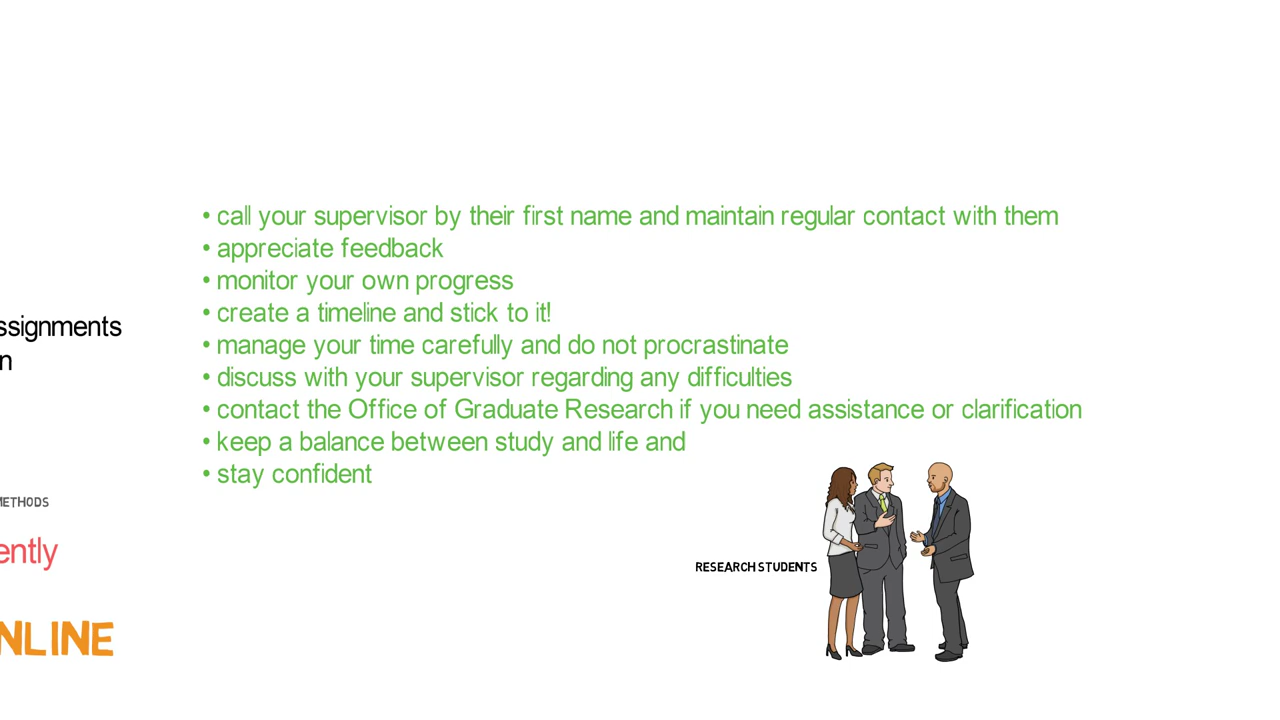 • call your supervisor by their first name and maintain regular contact with them
• appreciate feedback
• monitor your own progress
• create a timeline and stick to it!
• manage your time carefully and do not procrastinate
• discuss with your supervisor regarding any difficulties
• contact the Office of Graduate Research if you need assistance or clarification
• keep a balance between study and life and
• stay confident
RESEARCH STUDENTS
ssignments
n
METHODS
ently
NLINE